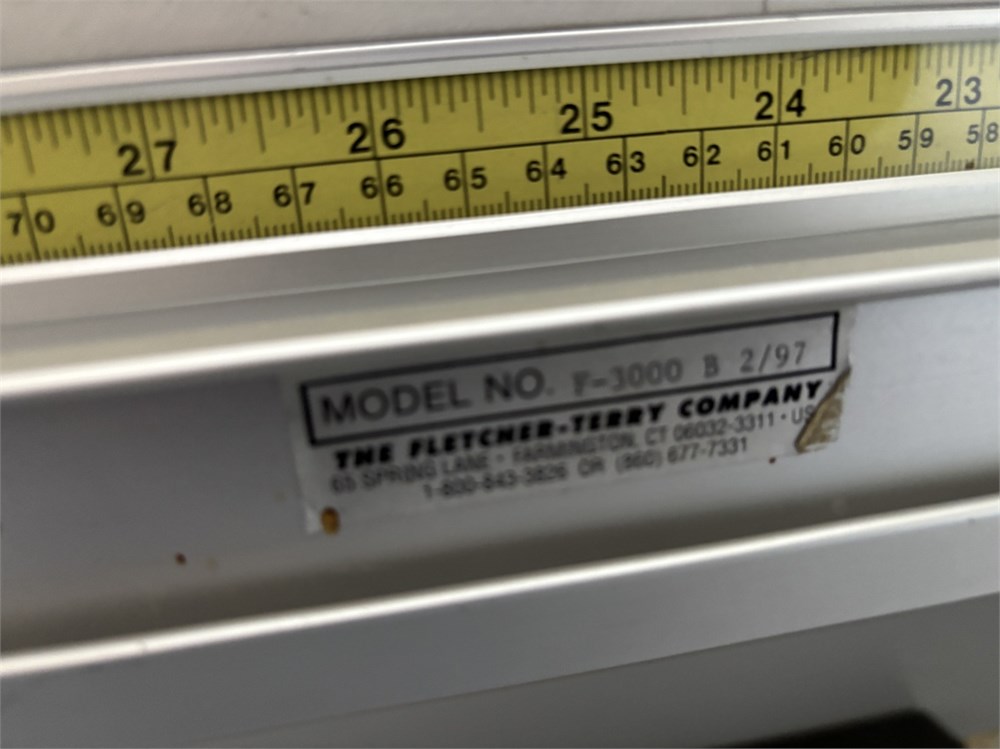 27 26 25 24 23
70 69 68 67 66 65 64 63 62 61 60 59 58
MODEL NO. F-3000 B 2/97
THE FLETCHER-TERRY COMPANY
65 SPRING LANE • FARMINGTON, CT 06032-3311 • US
1-800-843-3826 OR (860) 677-7331